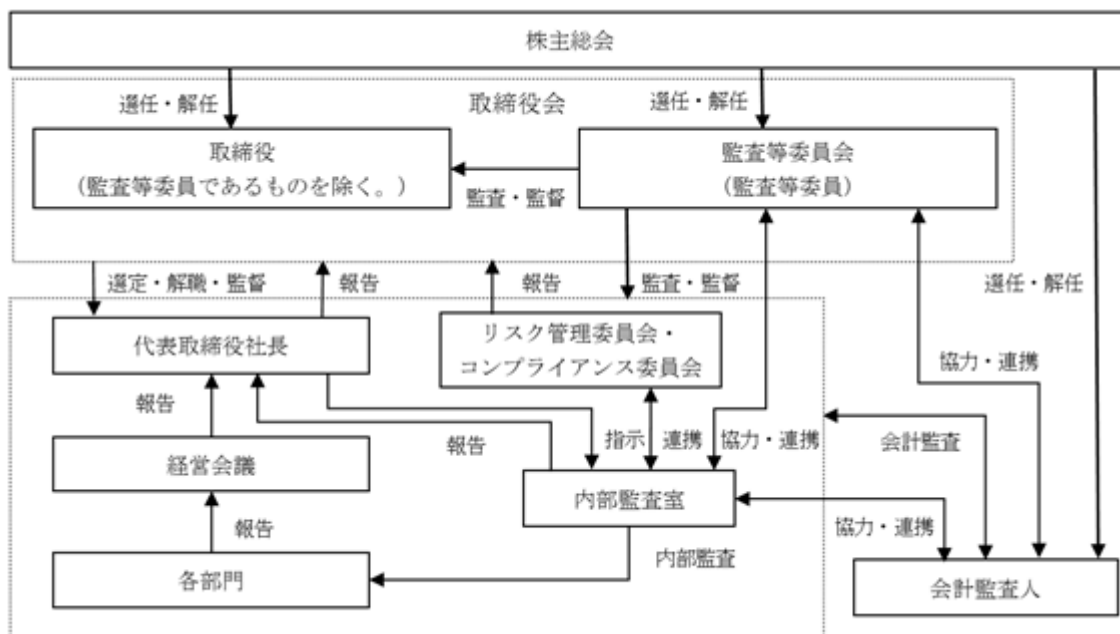 株主総会
選任・解任
取締役会
選任・解任
取締役
（監査等委員であるものを除く。）
監査等委員会
（監査等委員）
監査・監督
選定・解職・監督
報告
報告
監査・監督
選任・解任
代表取締役社長
リスク管理委員会・
コンプライアンス委員会
協力・連携
報告
報告
指示
連携
協力・連携
会計監査
経営会議
内部監査室
報告
協力・連携
内部監査
各部門
会計監査人